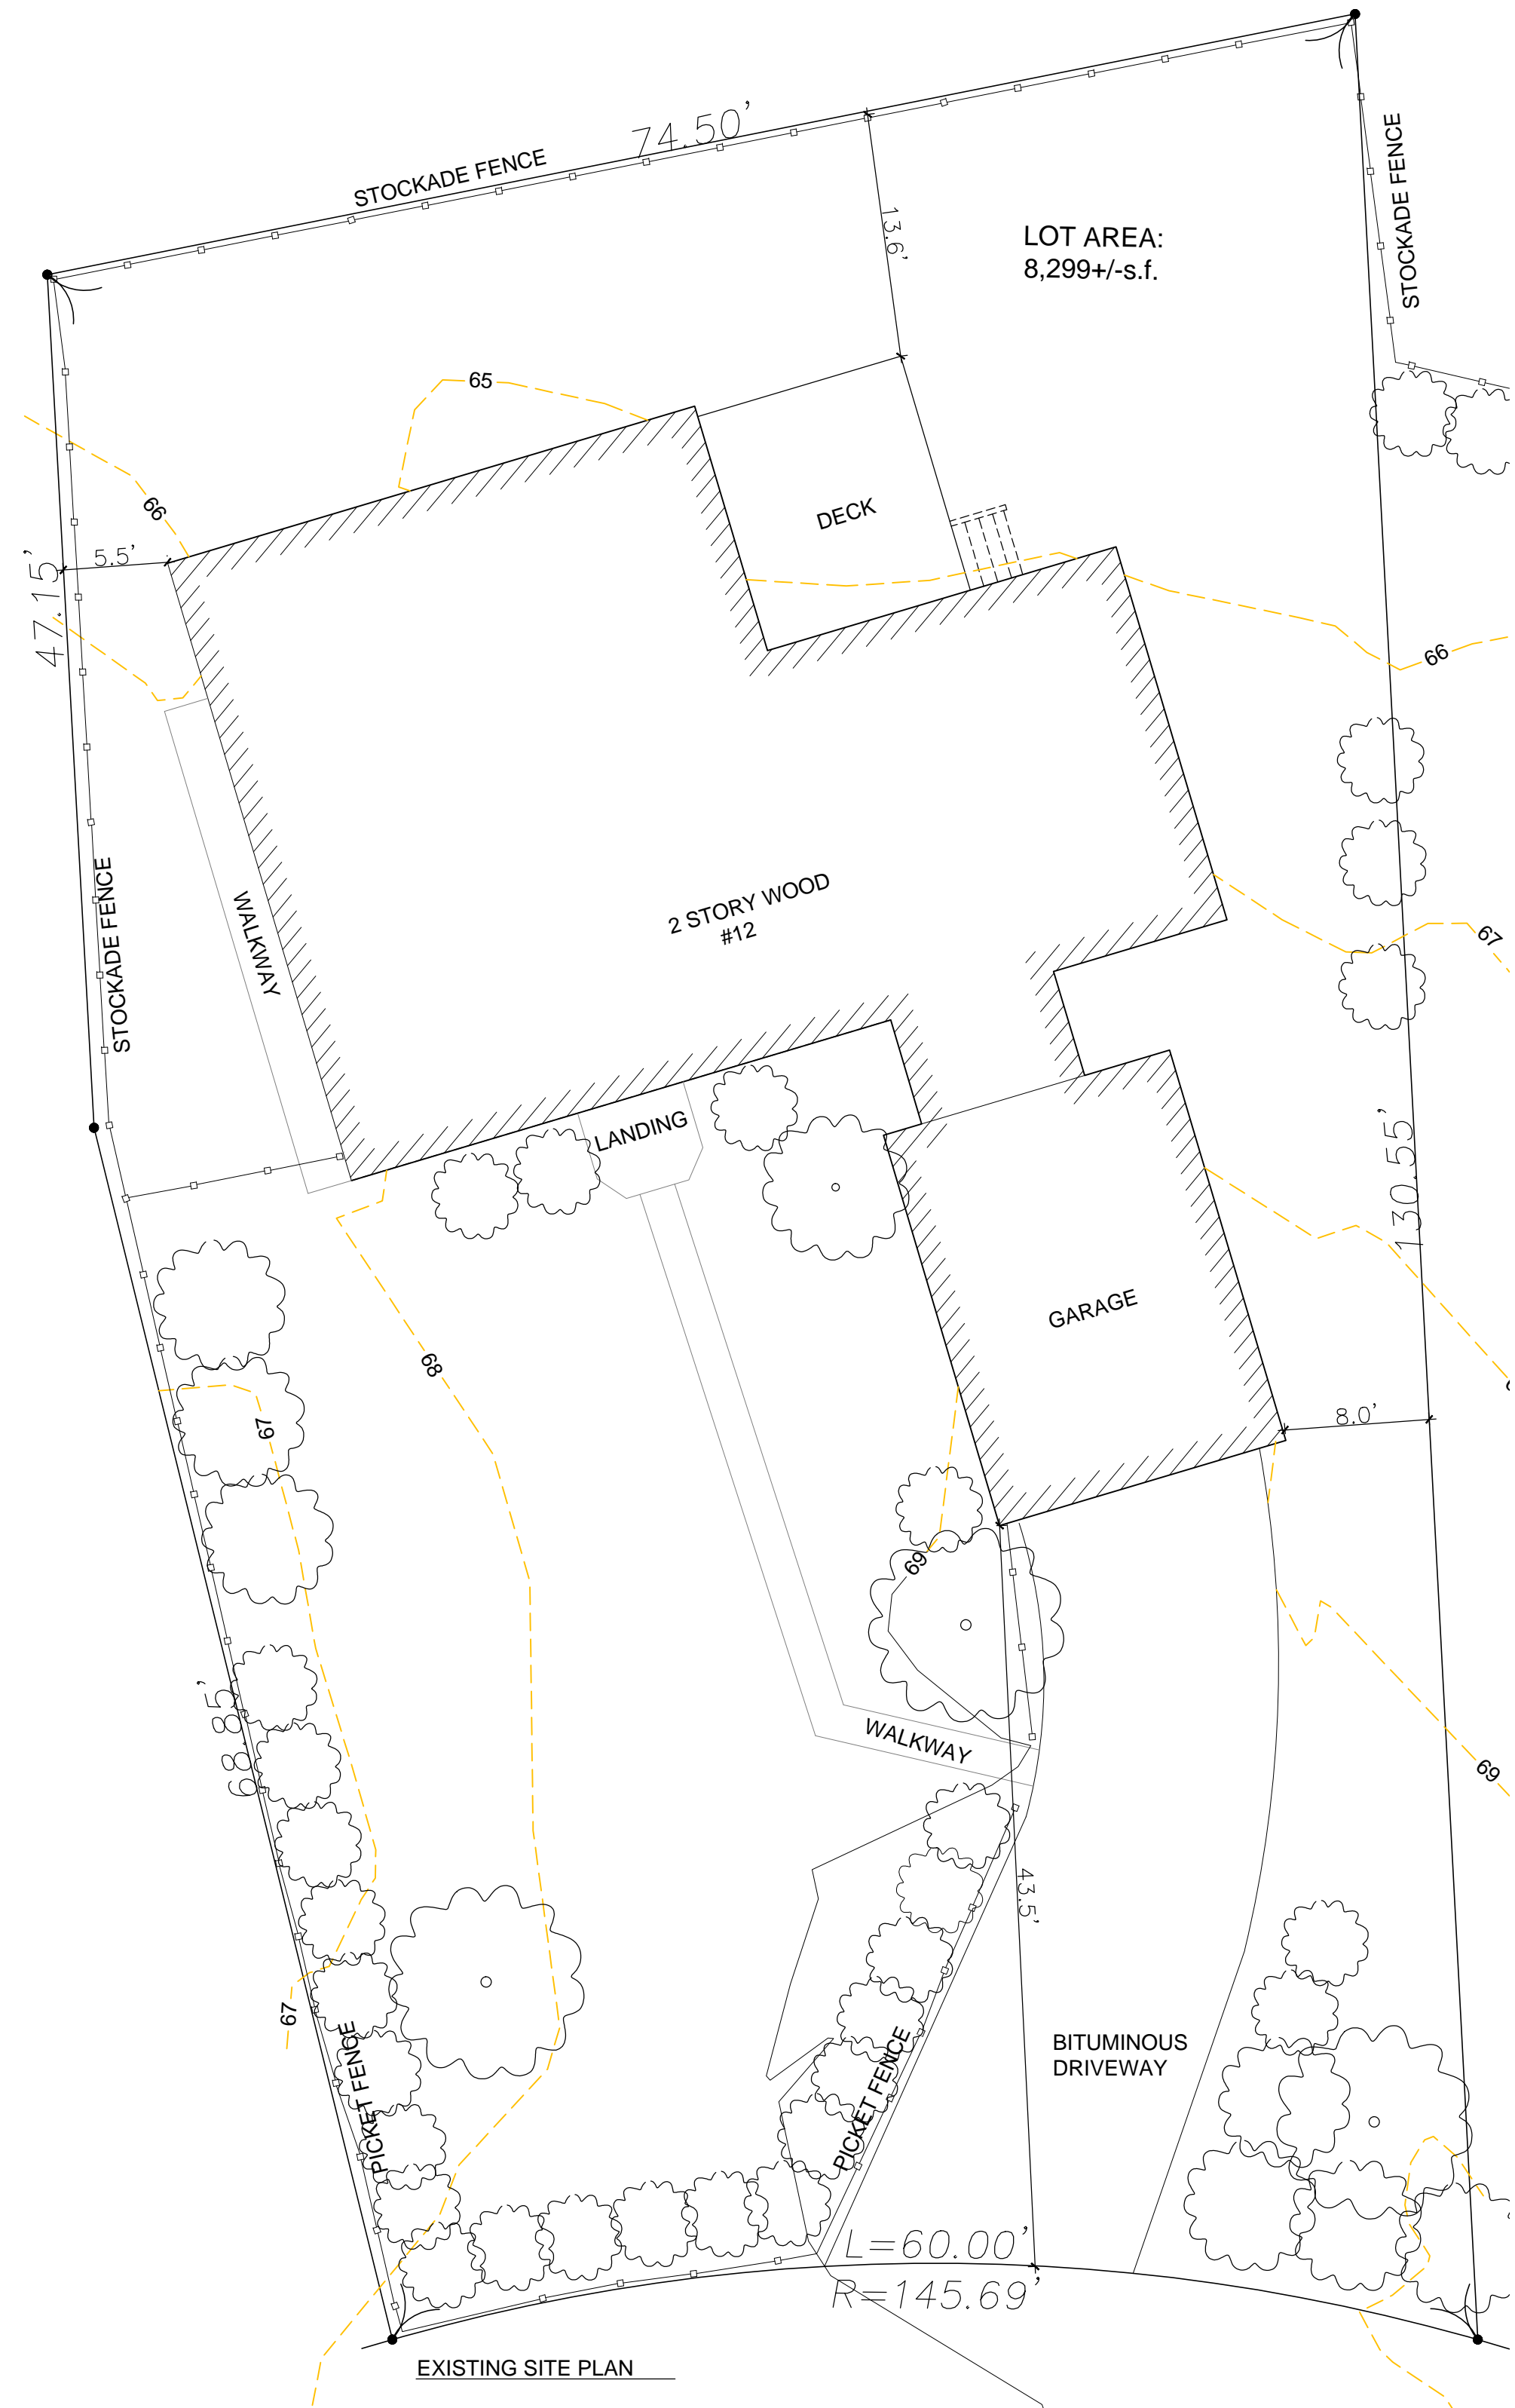 74.50'
STOCKADE FENCE
STOCKADE FENCE
13.6'
LOT AREA:
8,299+/-s.f.
65
66
DECK
5.5'
47.15'
66
2 STORY WOOD
#12
67
STOCKADE FENCE
WALKWAY
LANDING
130.55'
GARAGE
68
67
8.0'
69
68.85'
WALKWAY
69
43.5'
67
PICKET FENCE
PICKET FENCE
BITUMINOUS
DRIVEWAY
L=60.00'
R=145.69'
EXISTING SITE PLAN